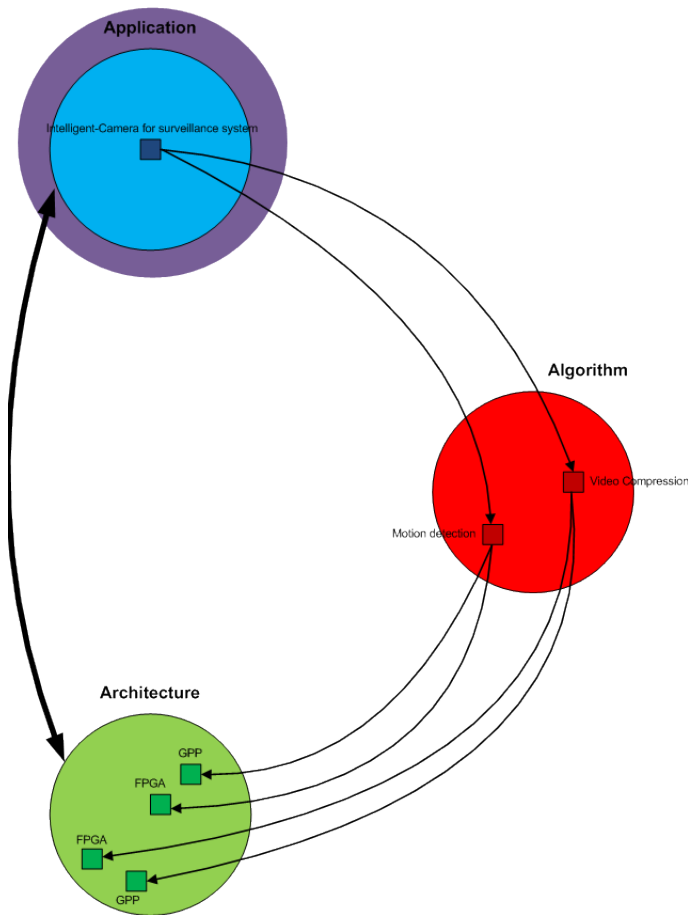 Application
Intelligent-Camera for surveillance system
Algorithm
Video Compression
Motion detection
Architecture
GPP
FPGA
FPGA
GPP